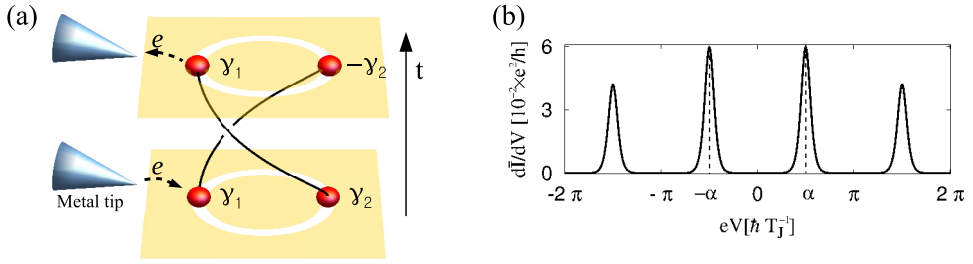 (a)
e
γ₁
−γ₂
t
e
γ₁
γ₂
Metal tip
(b)
dĪ/dV [10⁻²×e²/h]
6
3
0
-2 π
- π
−α
0
α
π
2 π
eV[ħ T_J⁻¹]